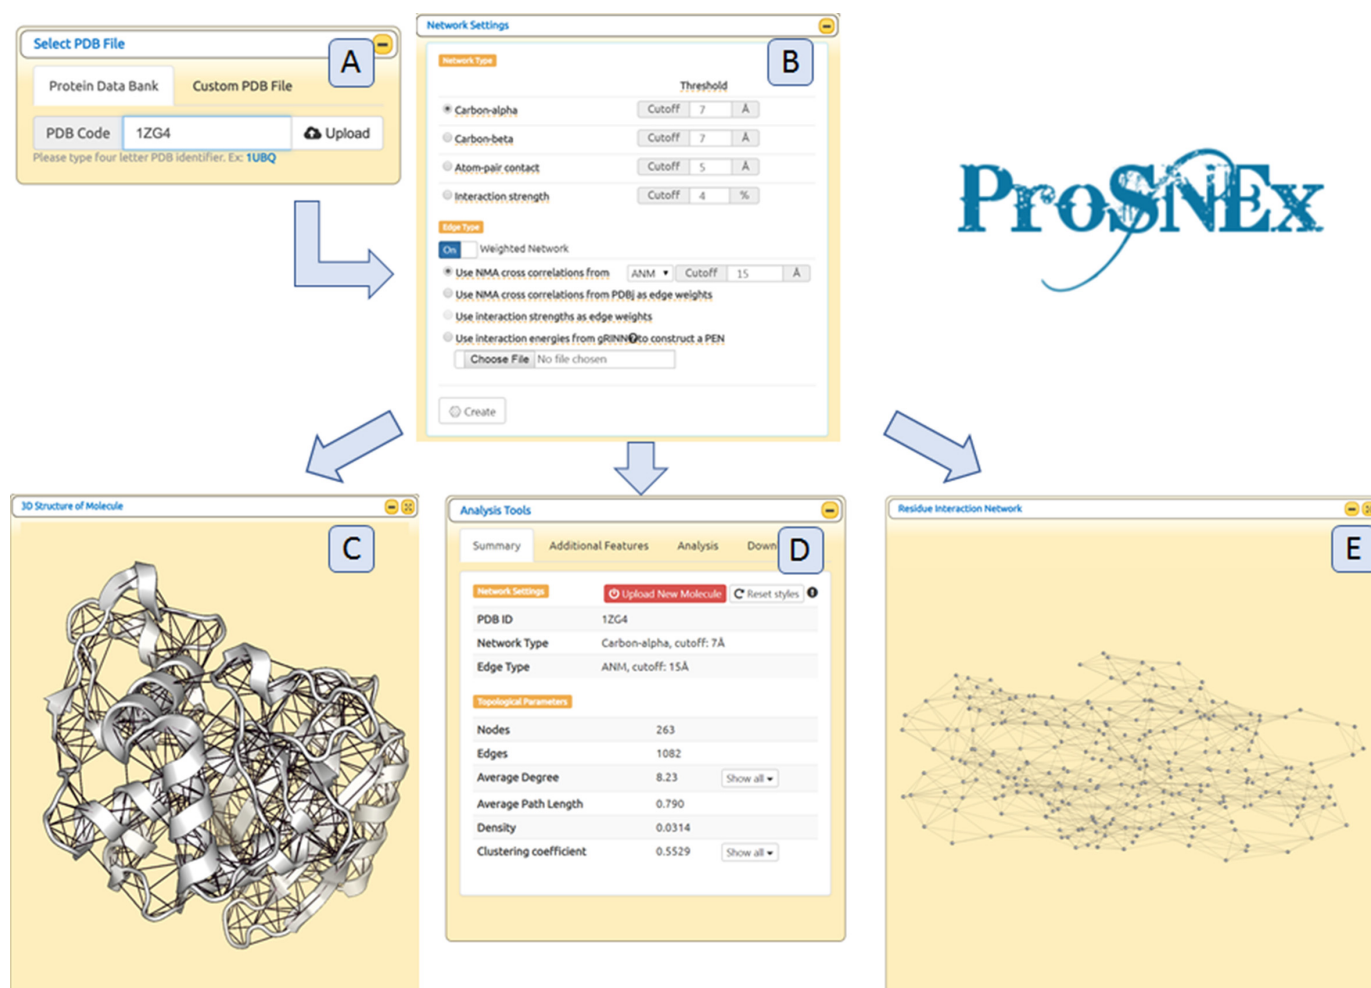 Select PDB File
A
Protein Data Bank Custom PDB File
PDB Code 1ZG4 Upload
Please type four letter PDB identifier. Ex: 1UBQ
Network Settings
B
Network Type
Threshold
Carbon-alpha Cutoff 7 Å
Carbon-beta Cutoff 7 Å
Atom-pair contact Cutoff 5 Å
Interaction strength Cutoff 4 %
Edge Type
On Weighted Network
Use NMA cross correlations from ANM Cutoff 15 Å
Use NMA cross correlations from PDBj as edge weights
Use interaction strengths as edge weights
Use interaction energies from gRINN to construct a PEN
Choose File No file chosen
Create
ProSNEx
3D Structure of Molecule
C
Analysis Tools
Summary Additional Features Analysis Down
D
Network Settings Upload New Molecule Reset styles
PDB ID 1ZG4
Network Type Carbon-alpha, cutoff: 7Å
Edge Type ANM, cutoff: 15Å
Topological Parameters
Nodes 263
Edges 1082
Average Degree 8.23 Show all
Average Path Length 0.790
Density 0.0314
Clustering coefficient 0.5529 Show all
Residue Interaction Network
E